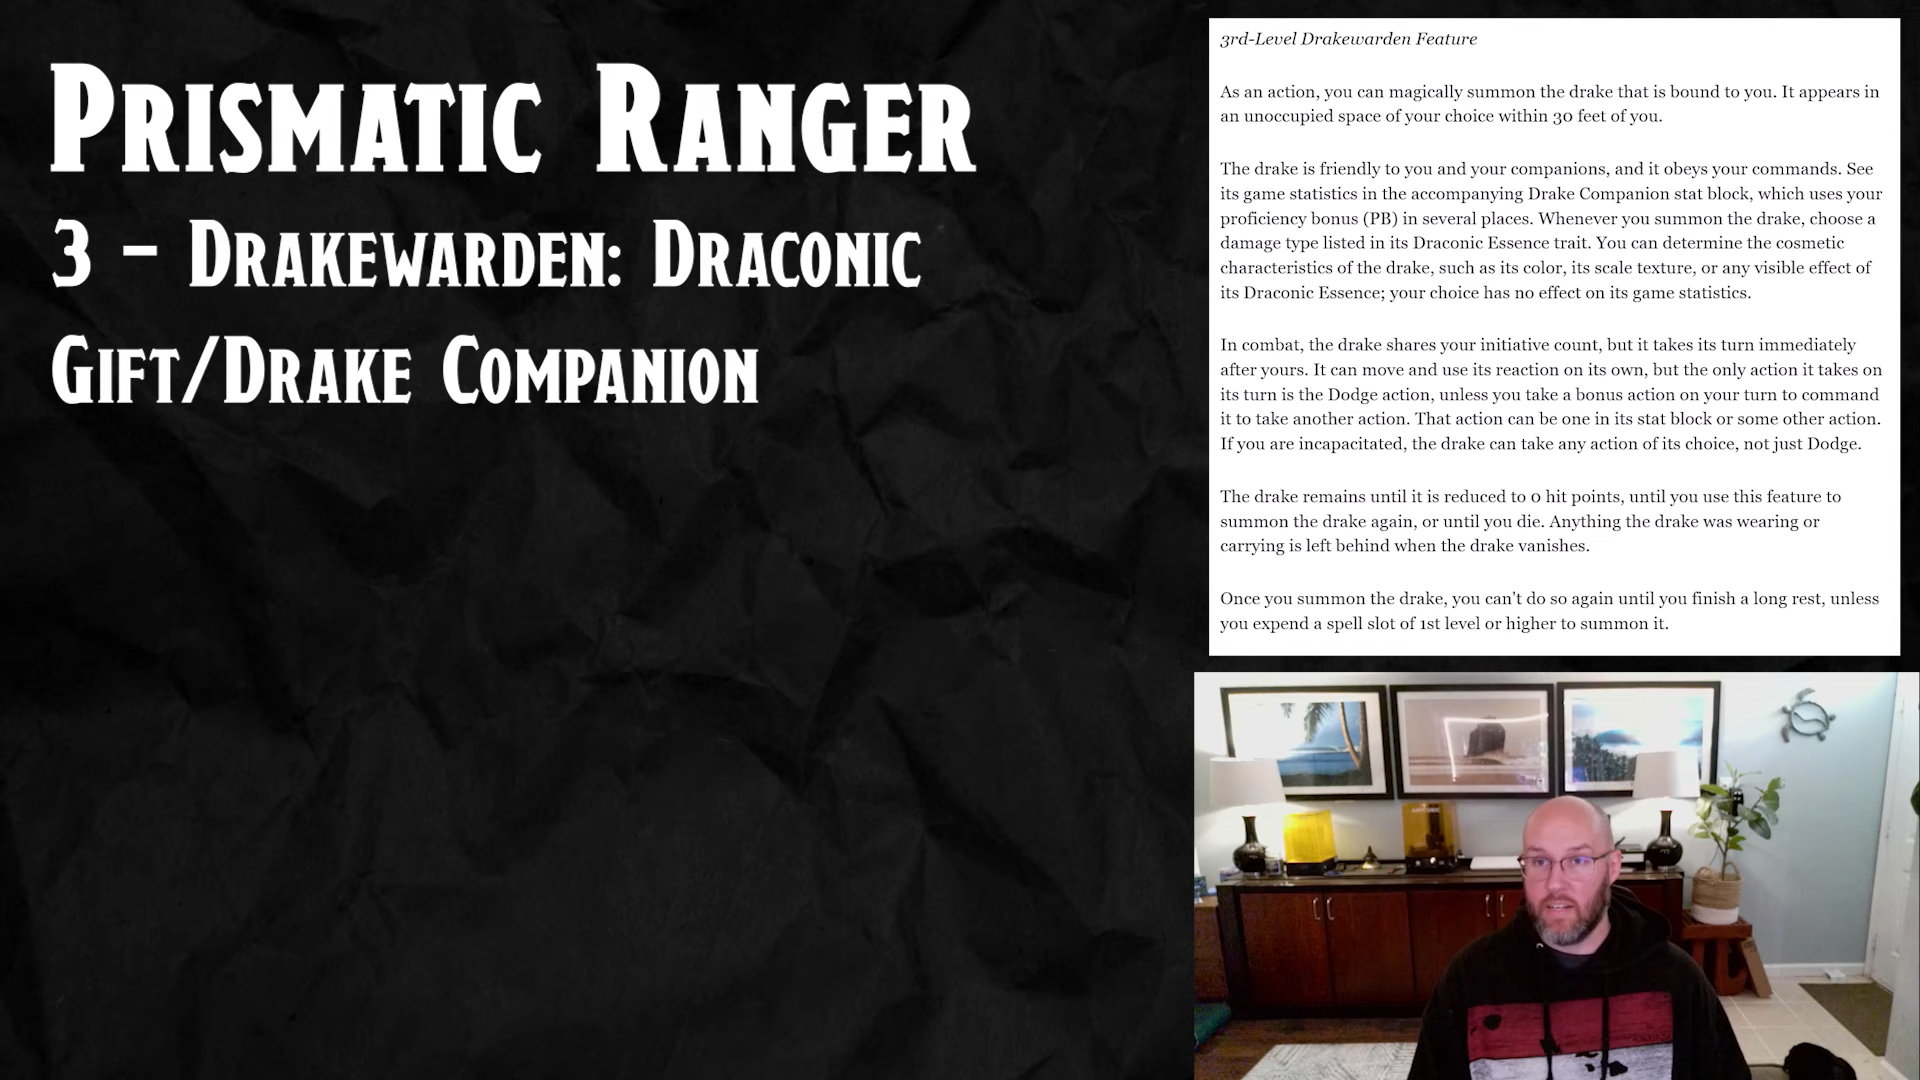 Prismatic Ranger
3 – Drakewarden: Draconic
Gift/Drake Companion
3rd-Level Drakewarden Feature
As an action, you can magically summon the drake that is bound to you. It appears in
an unoccupied space of your choice within 30 feet of you.
The drake is friendly to you and your companions, and it obeys your commands. See
its game statistics in the accompanying Drake Companion stat block, which uses your
proficiency bonus (PB) in several places. Whenever you summon the drake, choose a
damage type listed in its Draconic Essence trait. You can determine the cosmetic
characteristics of the drake, such as its color, its scale texture, or any visible effect of
its Draconic Essence; your choice has no effect on its game statistics.
In combat, the drake shares your initiative count, but it takes its turn immediately
after yours. It can move and use its reaction on its own, but the only action it takes on
its turn is the Dodge action, unless you take a bonus action on your turn to command
it to take another action. That action can be one in its stat block or some other action.
If you are incapacitated, the drake can take any action of its choice, not just Dodge.
The drake remains until it is reduced to 0 hit points, until you use this feature to
summon the drake again, or until you die. Anything the drake was wearing or
carrying is left behind when the drake vanishes.
Once you summon the drake, you can't do so again until you finish a long rest, unless
you expend a spell slot of 1st level or higher to summon it.